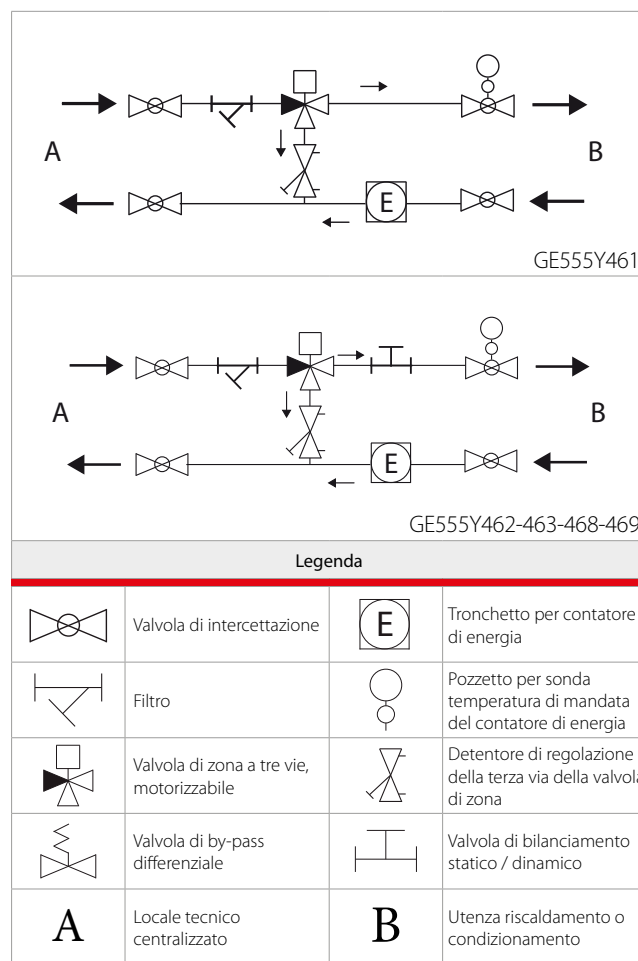 A
B
E
GE555Y461
A
B
E
GE555Y462-463-468-469
Legenda
Valvola di intercettazione
E
Tronchetto per contatore
di energia
Filtro
Pozzetto per sonda
temperatura di mandata
del contatore di energia
Valvola di zona a tre vie,
motorizzabile
Detentore di regolazione
della terza via della valvola
di zona
Valvola di by-pass
differenziale
Valvola di bilanciamento
statico / dinamico
A
Locale tecnico
centralizzato
B
Utenza riscaldamento o
condizionamento